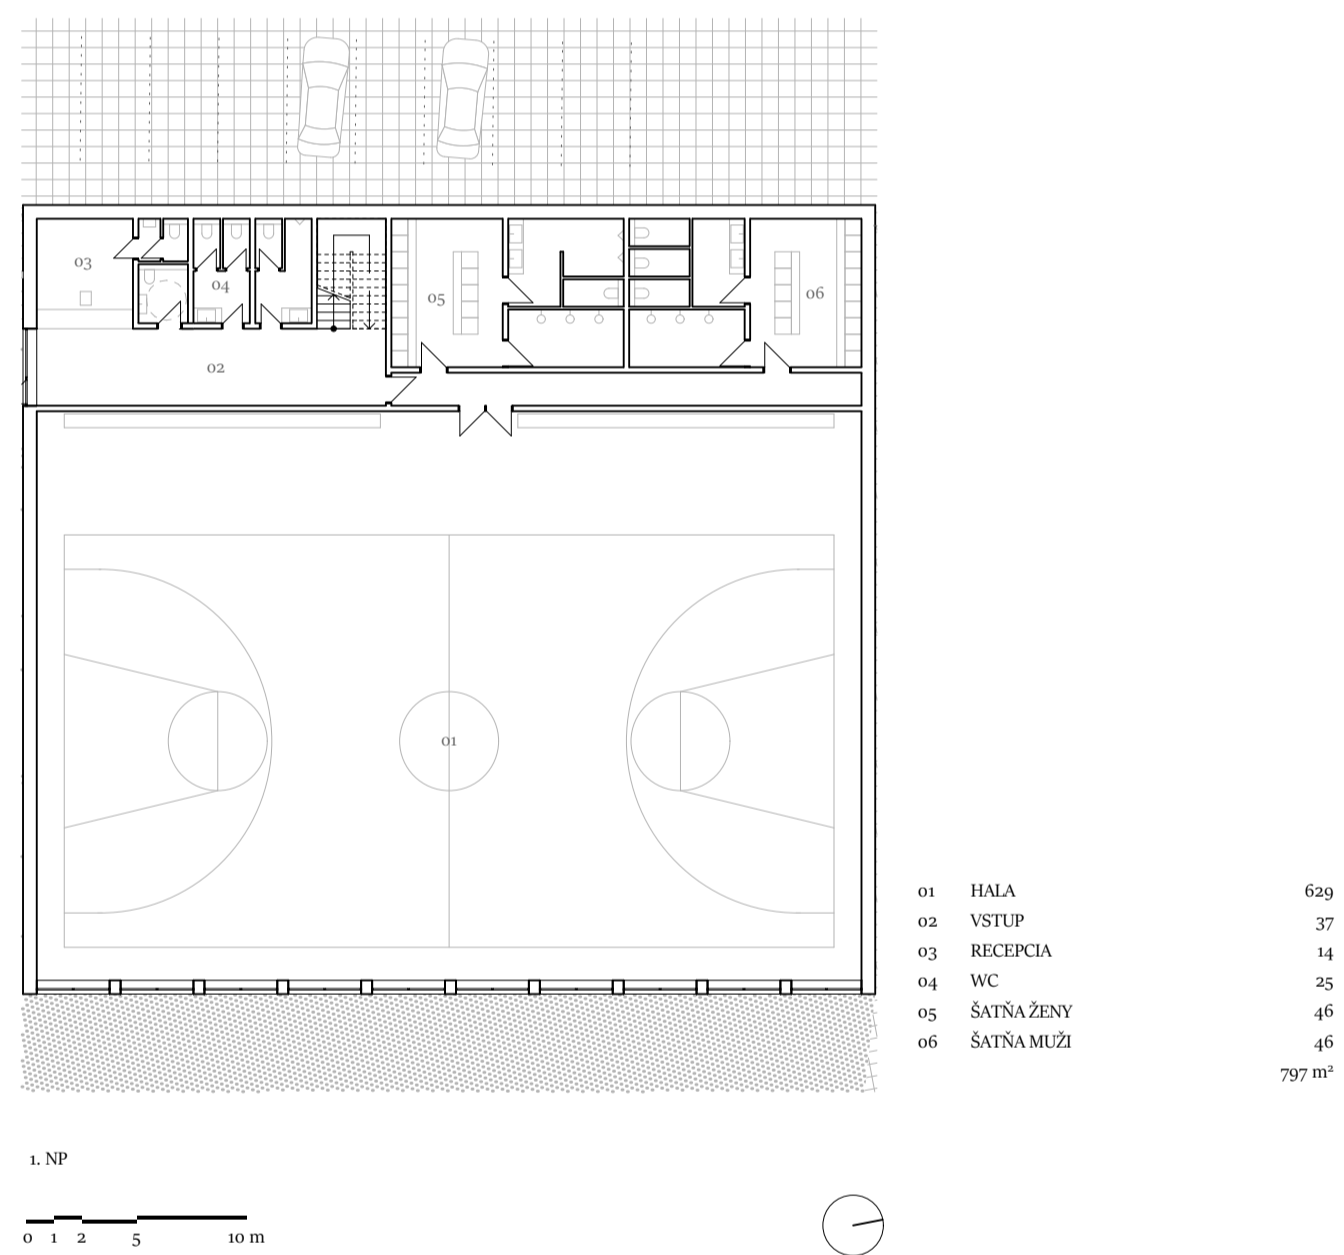 03
04
05
06
02
01
01 HALA 629
02 VSTUP 37
03 RECEPCIA 14
04 WC 25
05 ŠATŇA ŽENY 46
06 ŠATŇA MUŽI 46
797 m²
1. NP
0 1 2 5 10 m